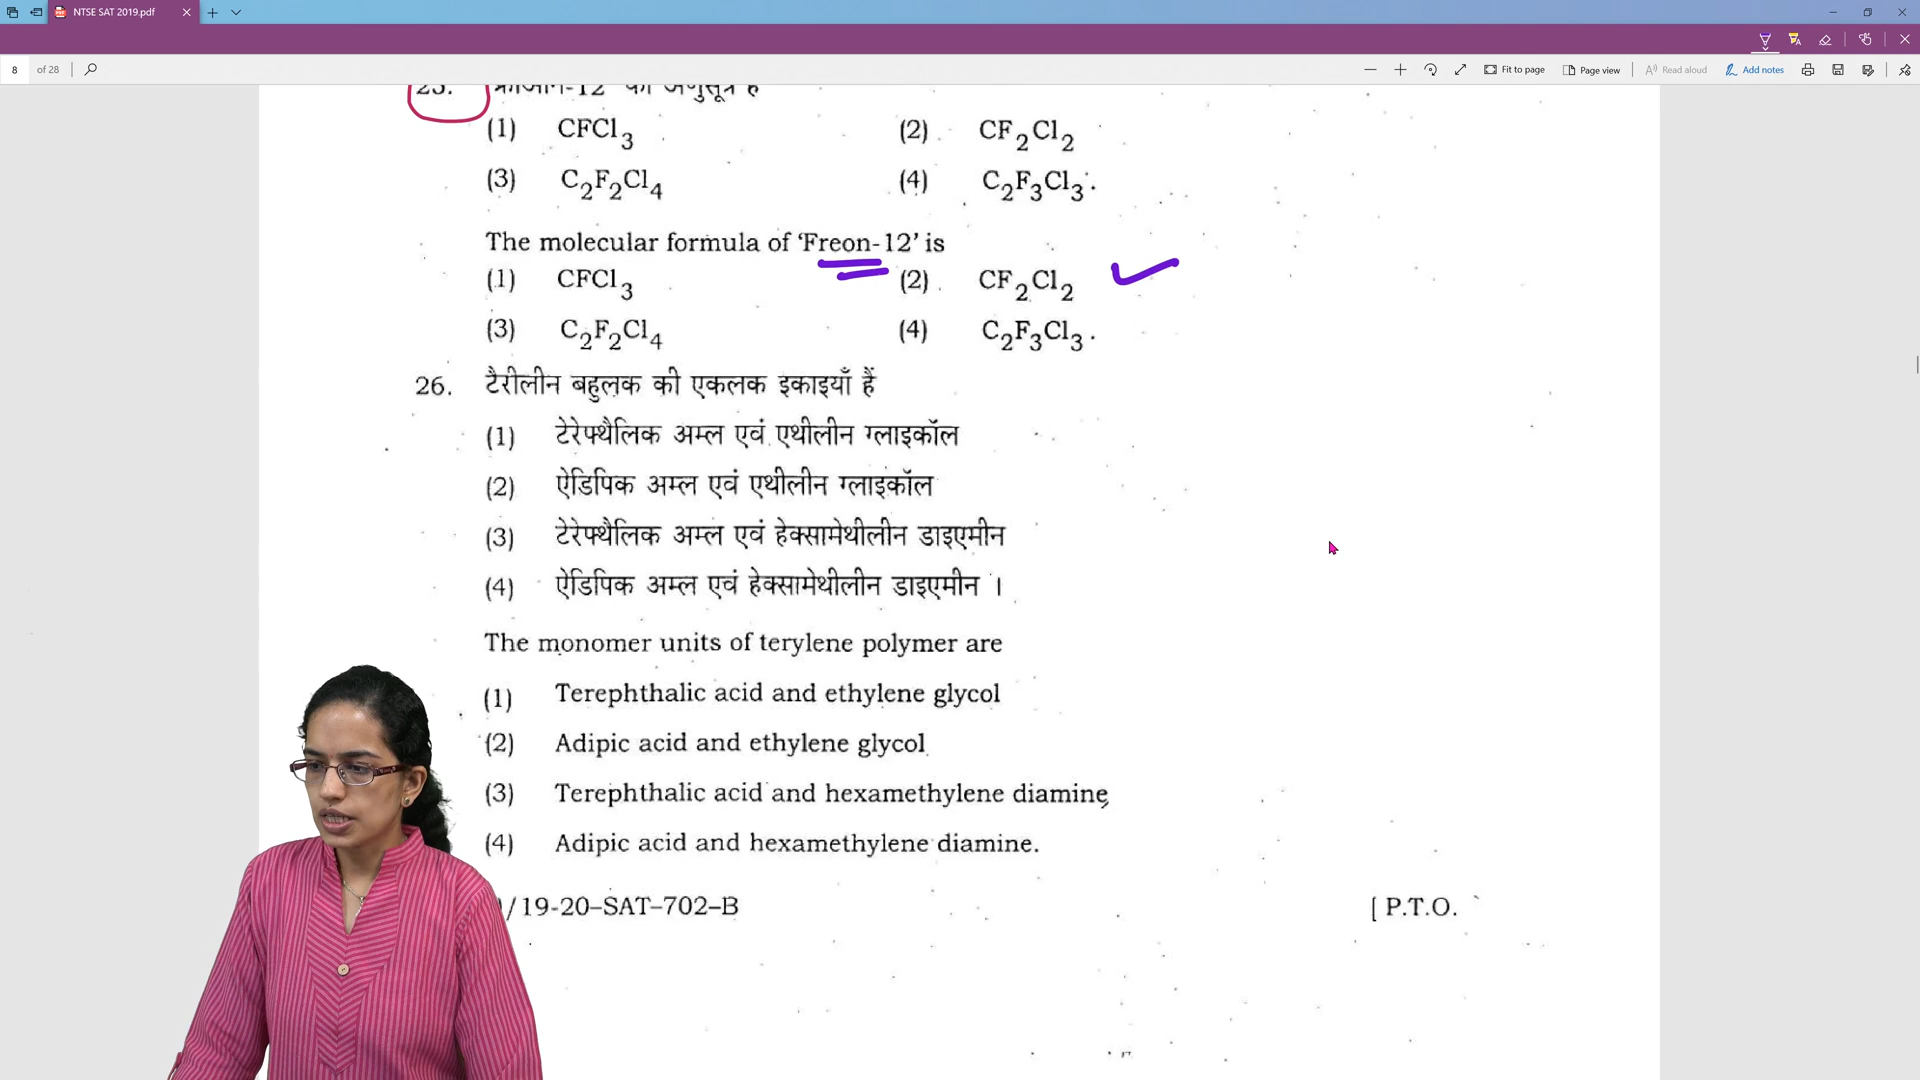 NTSE SAT 2019.pdf
8 of 28
Fit to page
Page view
Read aloud
Add notes
25. फ्रीऑन-12 का अणुसूत्र है
(1) CFCl3 (2) CF2Cl2
(3) C2F2Cl4 (4) C2F3Cl3.
The molecular formula of ‘Freon-12’ is
(1) CFCl3 (2) CF2Cl2
(3) C2F2Cl4 (4) C2F3Cl3.
26. टैरीलीन बहुलक की एकलक इकाइयाँ हैं
(1) टेरेफ्थैलिक अम्ल एवं एथीलीन ग्लाइकॉल
(2) ऐडिपिक अम्ल एवं एथीलीन ग्लाइकॉल
(3) टेरेफ्थैलिक अम्ल एवं हेक्सामेथीलीन डाइएमीन
(4) ऐडिपिक अम्ल एवं हेक्सामेथीलीन डाइएमीन ।
The monomer units of terylene polymer are
(1) Terephthalic acid and ethylene glycol
(2) Adipic acid and ethylene glycol
(3) Terephthalic acid and hexamethylene diamine
(4) Adipic acid and hexamethylene diamine.
/19-20–SAT–702–B [ P.T.O.